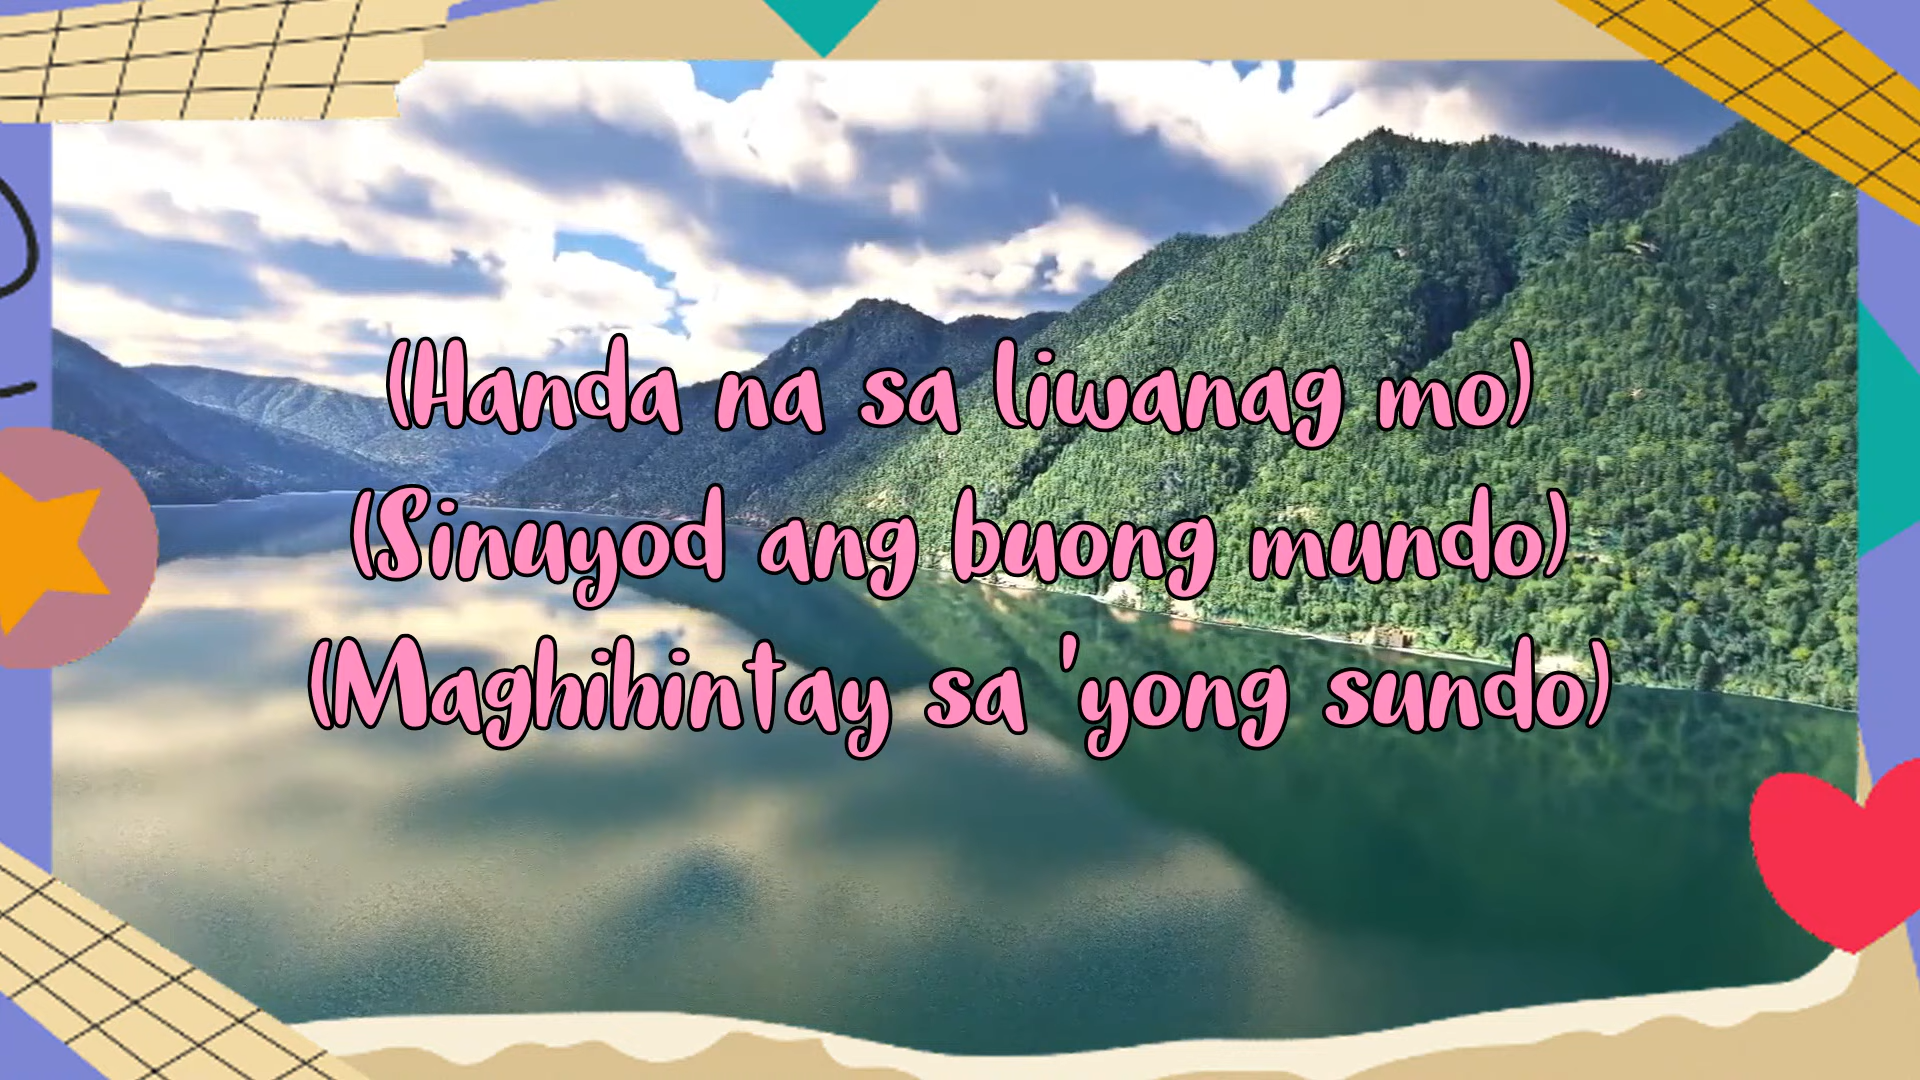 (Handa na sa liwanag mo)
(Sinuyod ang buong mundo)
(Maghihintay sa 'yong sundo)